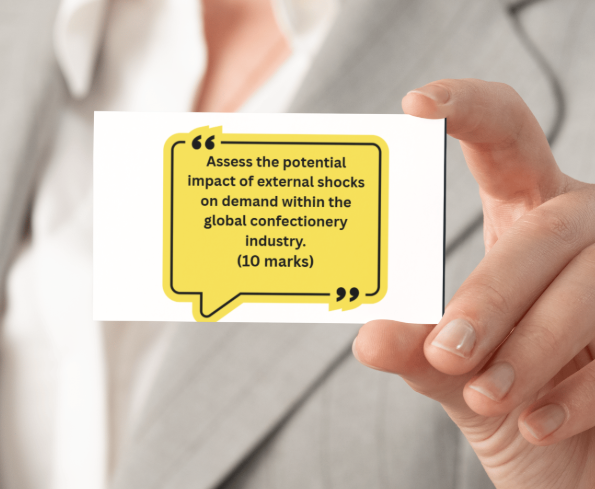 Assess the potential
impact of external shocks
on demand within the
global confectionery
industry.
(10 marks)